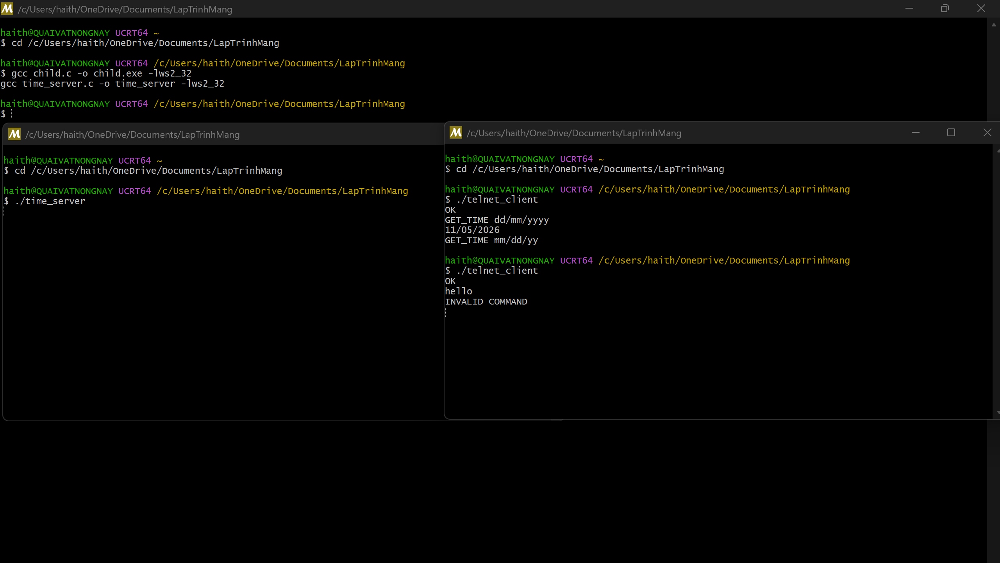 /c/Users/haith/OneDrive/Documents/LapTrinhMang
haith@QUAIVATNONGNAY UCRT64 ~
$ cd /c/Users/haith/OneDrive/Documents/LapTrinhMang
haith@QUAIVATNONGNAY UCRT64 /c/Users/haith/OneDrive/Documents/LapTrinhMang
$ gcc child.c -o child.exe -lws2_32
gcc time_server.c -o time_server -lws2_32
haith@QUAIVATNONGNAY UCRT64 /c/Users/haith/OneDrive/Documents/LapTrinhMang
$
/c/Users/haith/OneDrive/Documents/LapTrinhMang
haith@QUAIVATNONGNAY UCRT64 ~
$ cd /c/Users/haith/OneDrive/Documents/LapTrinhMang
haith@QUAIVATNONGNAY UCRT64 /c/Users/haith/OneDrive/Documents/LapTrinhMang
$ ./time_server
/c/Users/haith/OneDrive/Documents/LapTrinhMang
haith@QUAIVATNONGNAY UCRT64 ~
$ cd /c/Users/haith/OneDrive/Documents/LapTrinhMang
haith@QUAIVATNONGNAY UCRT64 /c/Users/haith/OneDrive/Documents/LapTrinhMang
$ ./telnet_client
OK
GET_TIME dd/mm/yyyy
11/05/2026
GET_TIME mm/dd/yy
haith@QUAIVATNONGNAY UCRT64 /c/Users/haith/OneDrive/Documents/LapTrinhMang
$ ./telnet_client
OK
hello
INVALID COMMAND